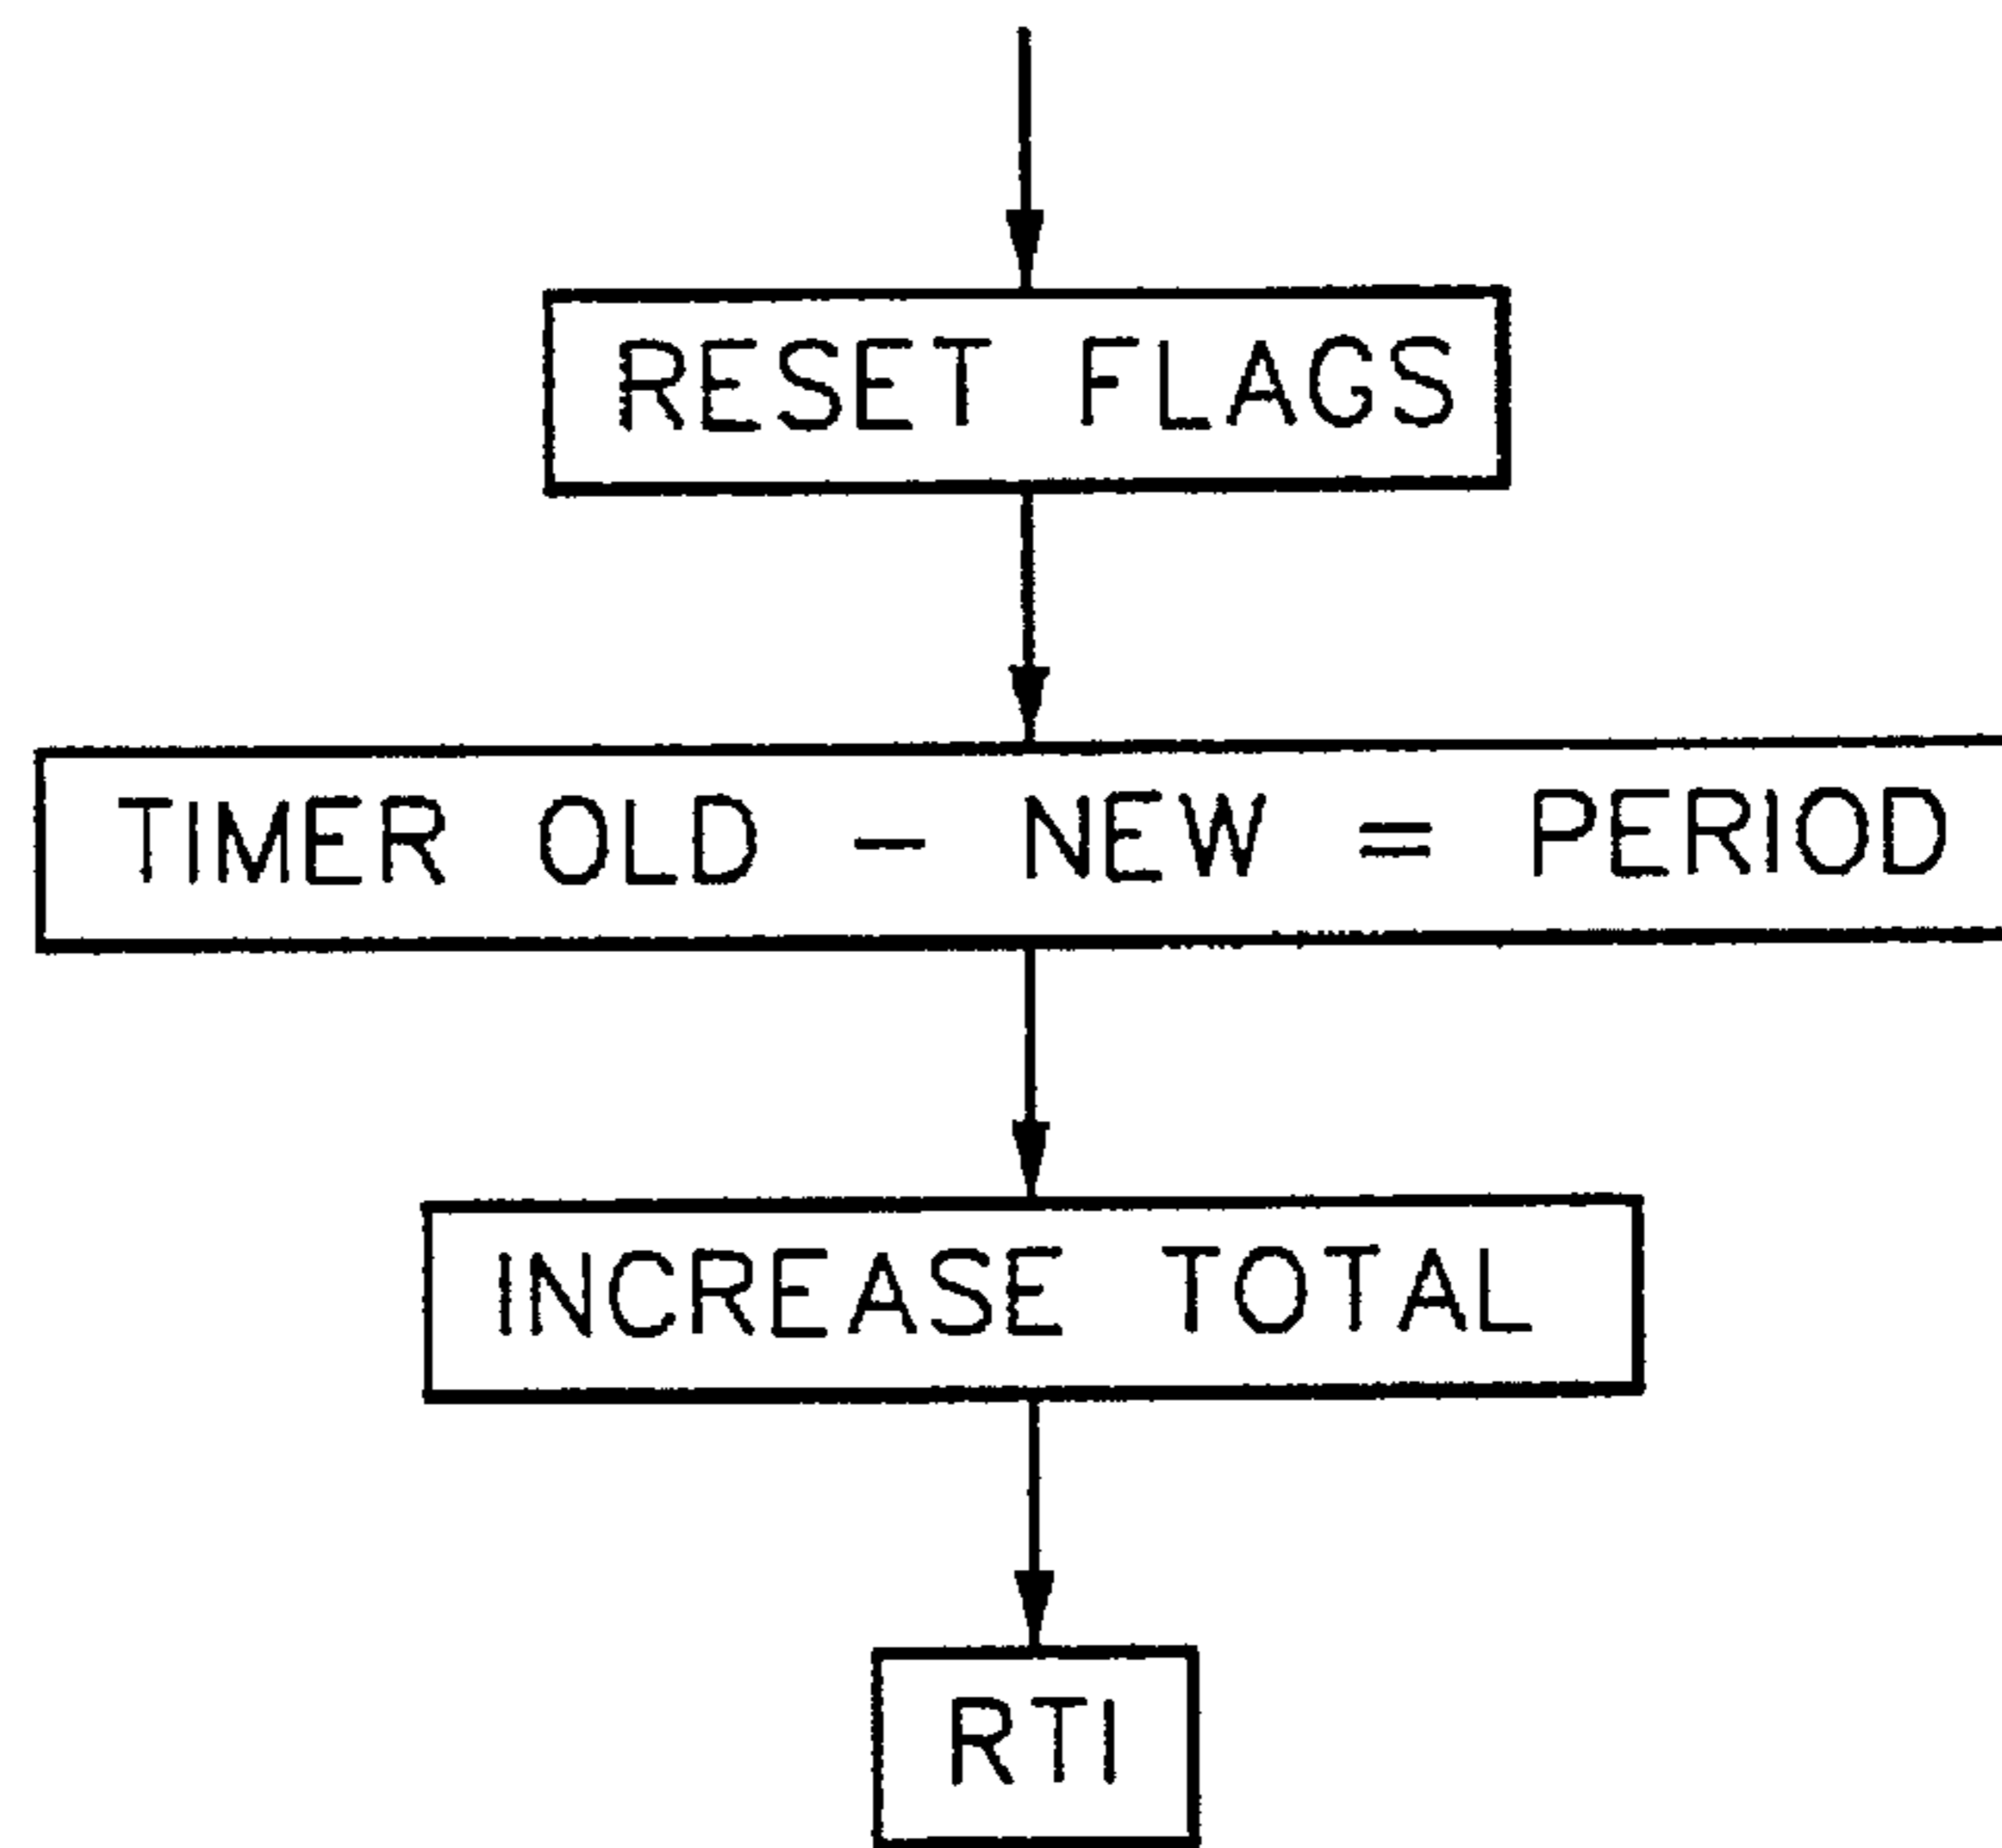 RESET FLAGS
TIMER OLD - NEW = PERIOD
INCREASE TOTAL
RTI